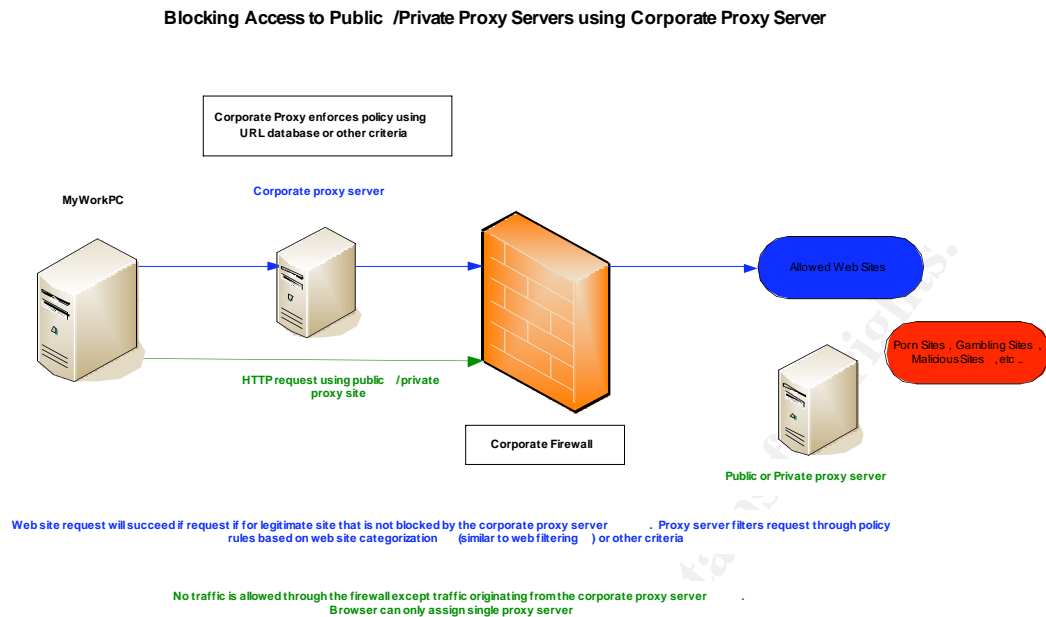 Blocking Access to Public /Private Proxy Servers using Corporate Proxy Server
Corporate Proxy enforces policy using
URL database or other criteria
MyWorkPC
Corporate proxy server
Allowed Web Sites
Porn Sites , Gambling Sites ,
Malicious Sites , etc ..
HTTP request using public /private
proxy site
Corporate Firewall
Public or Private proxy server
Web site request will succeed if request if for legitimate site that is not blocked by the corporate proxy server . Proxy server filters request through policy
rules based on web site categorization (similar to web filtering ) or other criteria
No traffic is allowed through the firewall except traffic originating from the corporate proxy server .
Browser can only assign single proxy server